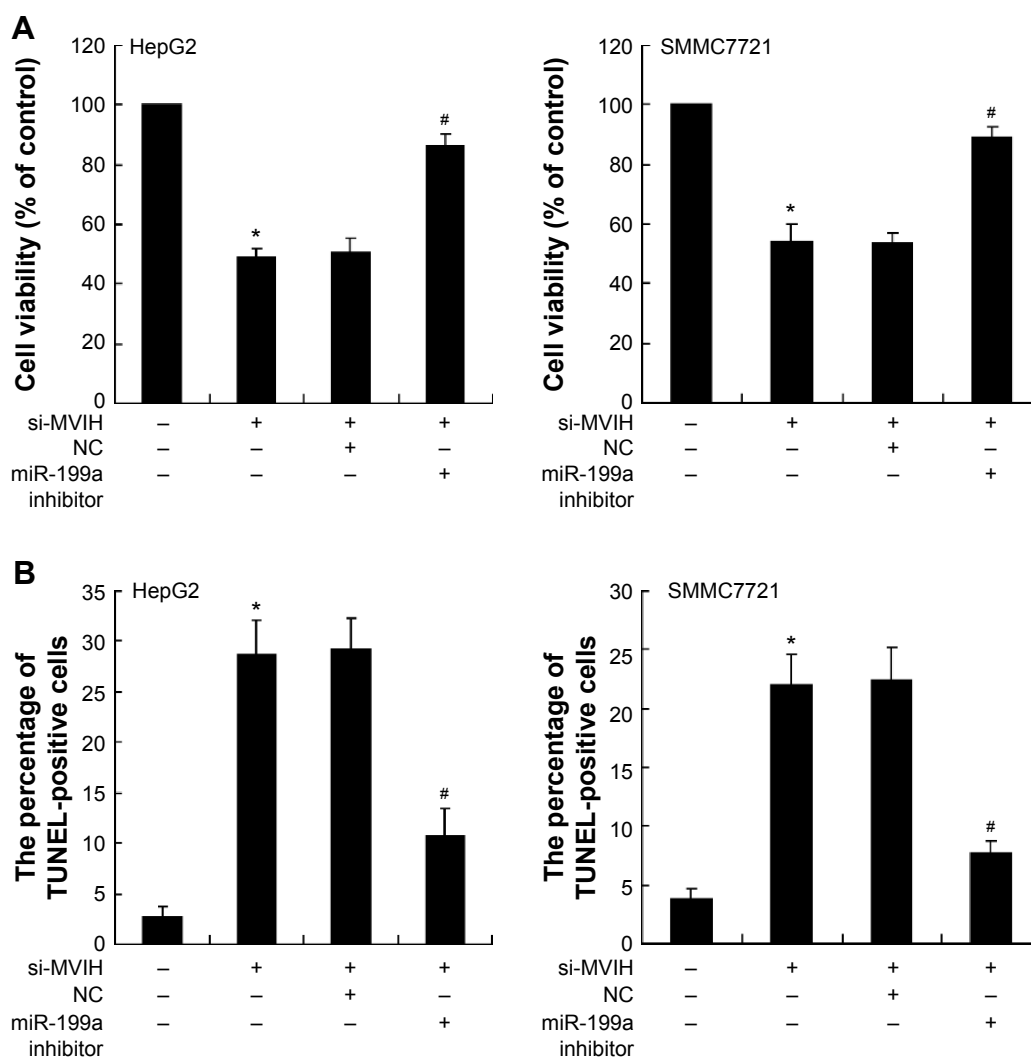 A
HepG2
Cell viability (% of control)
120
100
80
60
40
20
0
*
#
si-MVIH – + + +
NC – – + –
miR-199a – – – +
inhibitor
SMMC7721
Cell viability (% of control)
120
100
80
60
40
20
0
*
#
si-MVIH – + + +
NC – – + –
miR-199a – – – +
inhibitor
B
HepG2
The percentage of
TUNEL-positive cells
35
30
25
20
15
10
5
0
*
#
si-MVIH – + + +
NC – – + –
miR-199a – – – +
inhibitor
SMMC7721
The percentage of
TUNEL-positive cells
30
25
20
15
10
5
0
*
#
si-MVIH – + + +
NC – – + –
miR-199a – – – +
inhibitor